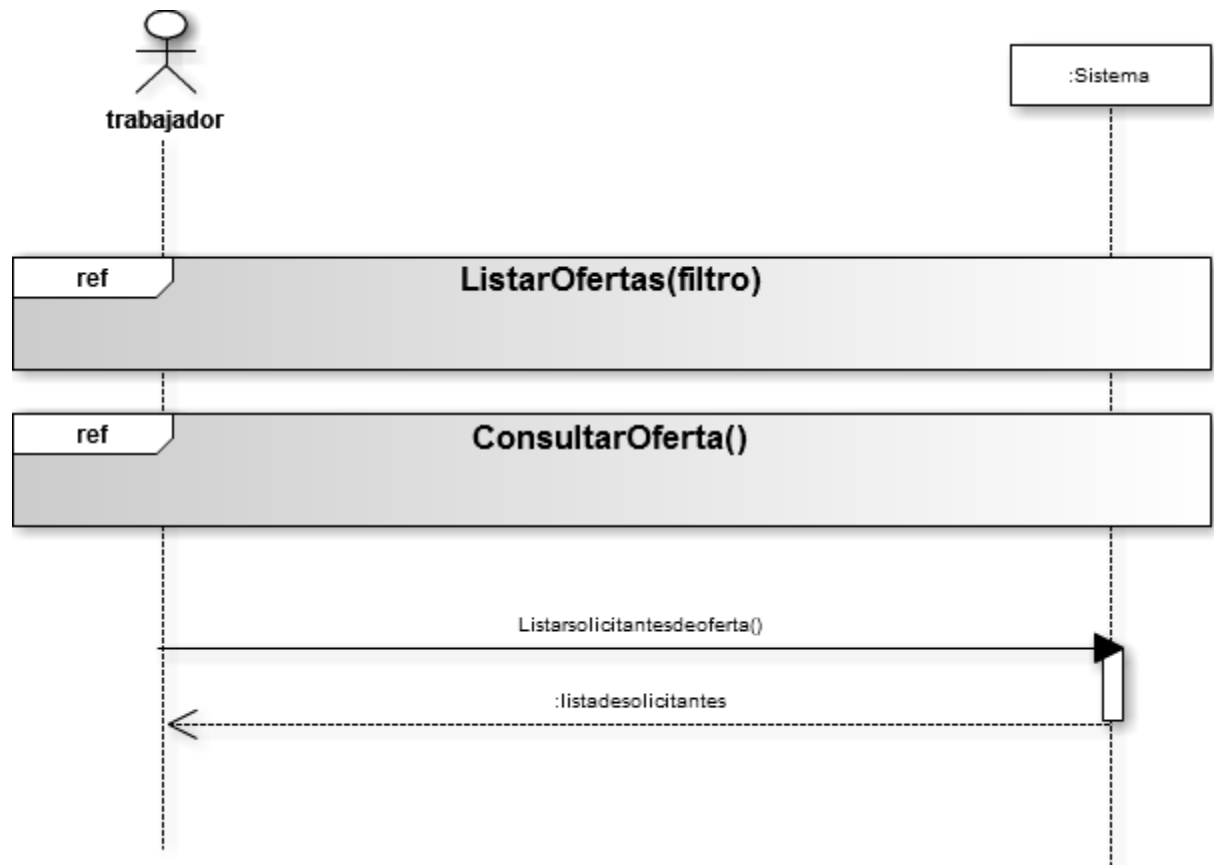 trabajador
:Sistema
ref
ListarOfertas(filtro)
ref
ConsultarOferta()
Listarsolicitantesdeoferta()
:listadesolicitantes